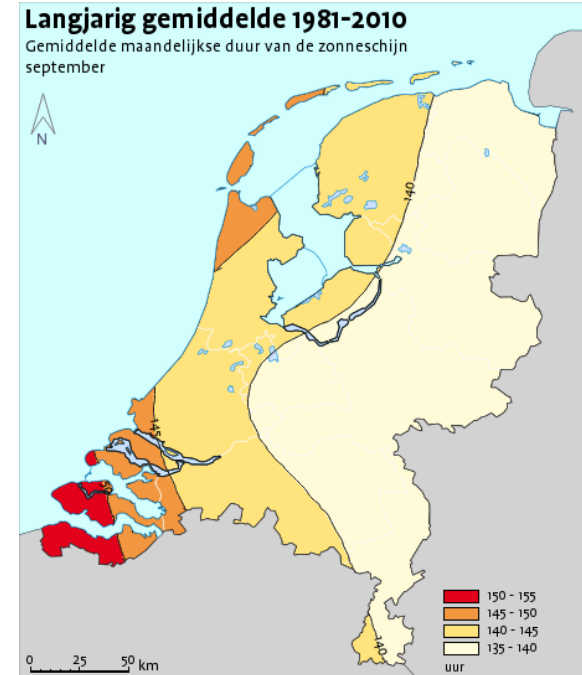 Langjarig gemiddelde 1981-2010
Gemiddelde maandelijkse duur van de zonneschijn
september
N
140
145
140
150 - 155
145 - 150
140 - 145
135 - 140
uur
0 25 50 km